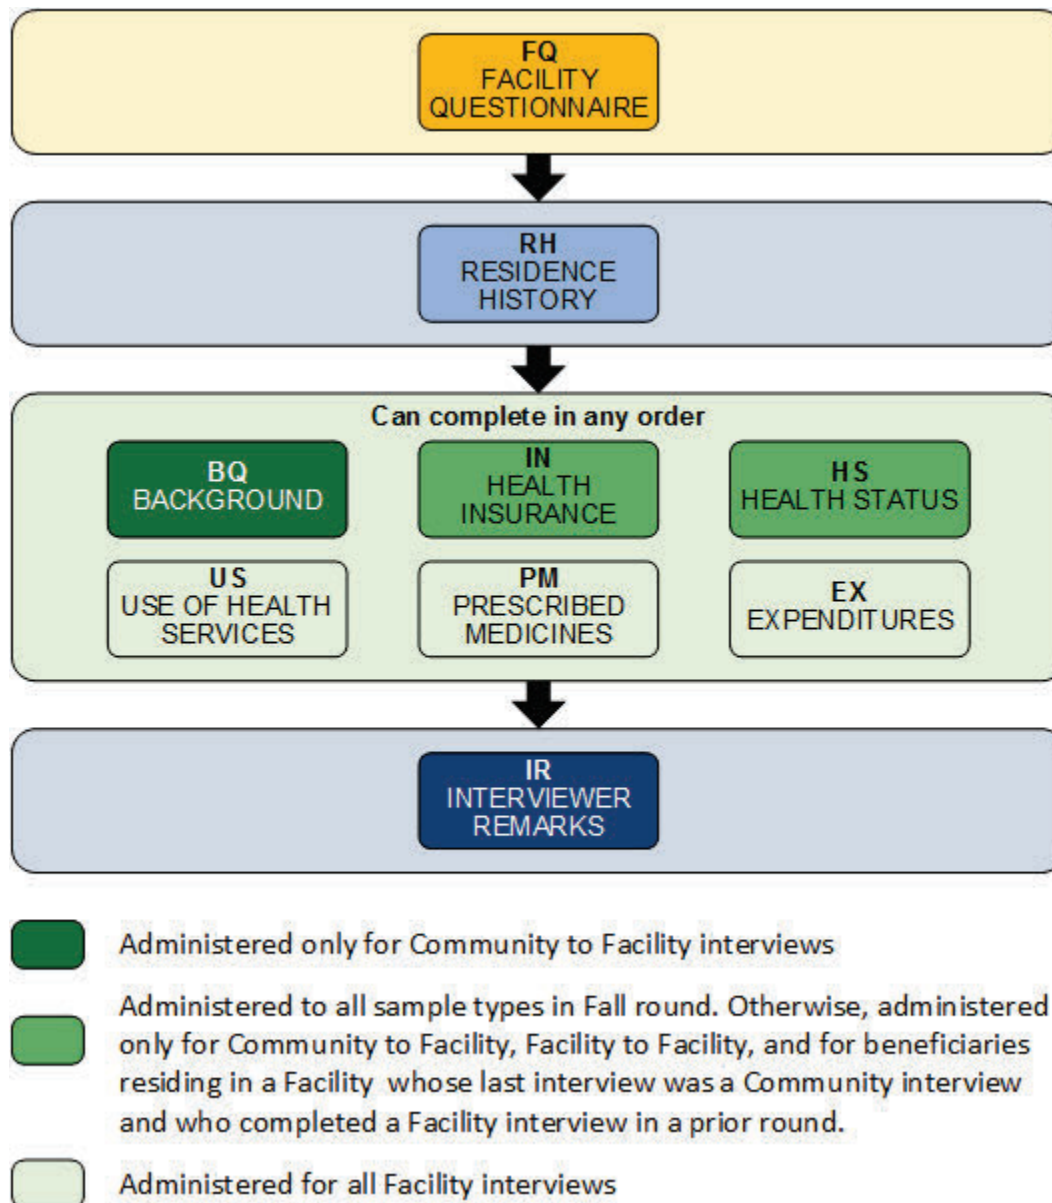 FQ
FACILITY
QUESTIONNAIRE
RH
RESIDENCE
HISTORY
Can complete in any order
BQ
BACKGROUND
IN
HEALTH
INSURANCE
HS
HEALTH STATUS
US
USE OF HEALTH
SERVICES
PM
PRESCRIBED
MEDICINES
EX
EXPENDITURES
IR
INTERVIEWER
REMARKS
Administered only for Community to Facility interviews
Administered to all sample types in Fall round. Otherwise, administered
only for Community to Facility, Facility to Facility, and for beneficiaries
residing in a Facility whose last interview was a Community interview
and who completed a Facility interview in a prior round.
Administered for all Facility interviews